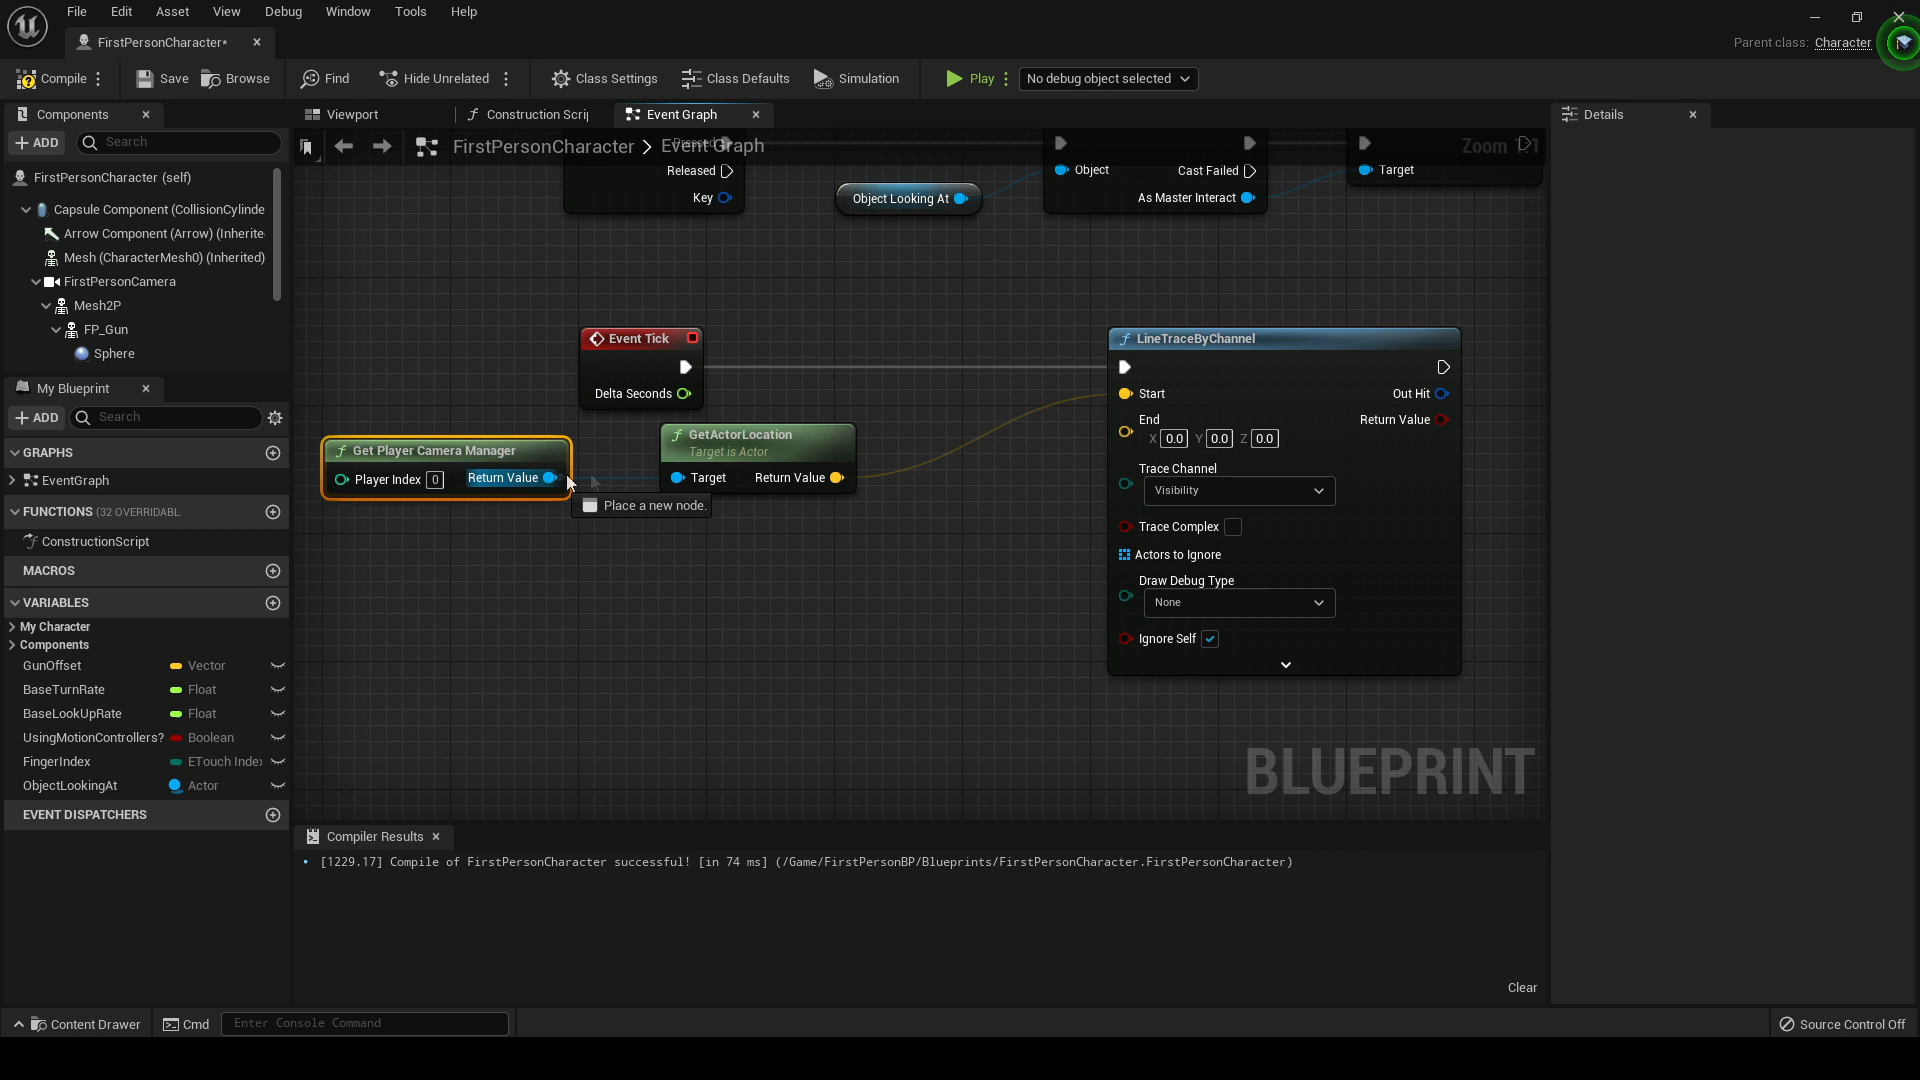 File Edit Asset View Debug Window Tools Help
FirstPersonCharacter*
Parent class: Character
Compile Save Browse Find Hide Unrelated Class Settings Class Defaults Simulation Play No debug object selected
Components
Viewport Construction Scrip Event Graph
Details
ADD Search
FirstPersonCharacter > Event Graph
Zoom 1:1
FirstPersonCharacter (self)
Capsule Component (CollisionCylinde
Arrow Component (Arrow) (Inherite
Mesh (CharacterMesh0) (Inherited)
FirstPersonCamera
Mesh2P
FP_Gun
Sphere
Pressed
Released
Key
Object Looking At
Object Cast Failed
As Master Interact
Target
Event Tick
Delta Seconds
Get Player Camera Manager
Player Index 0 Return Value
GetActorLocation
Target is Actor
Target Return Value
Place a new node.
LineTraceByChannel
Start Out Hit
End Return Value
X 0.0 Y 0.0 Z 0.0
Trace Channel
Visibility
Trace Complex
Actors to Ignore
Draw Debug Type
None
Ignore Self
BLUEPRINT
My Blueprint
ADD Search
GRAPHS
EventGraph
FUNCTIONS (32 OVERRIDABL
ConstructionScript
MACROS
VARIABLES
My Character
Components
GunOffset Vector
BaseTurnRate Float
BaseLookUpRate Float
UsingMotionControllers? Boolean
FingerIndex ETouch Index
ObjectLookingAt Actor
EVENT DISPATCHERS
Compiler Results
[1229.17] Compile of FirstPersonCharacter successful! [in 74 ms] (/Game/FirstPersonBP/Blueprints/FirstPersonCharacter.FirstPersonCharacter)
Clear
Content Drawer Cmd Enter Console Command Source Control Off